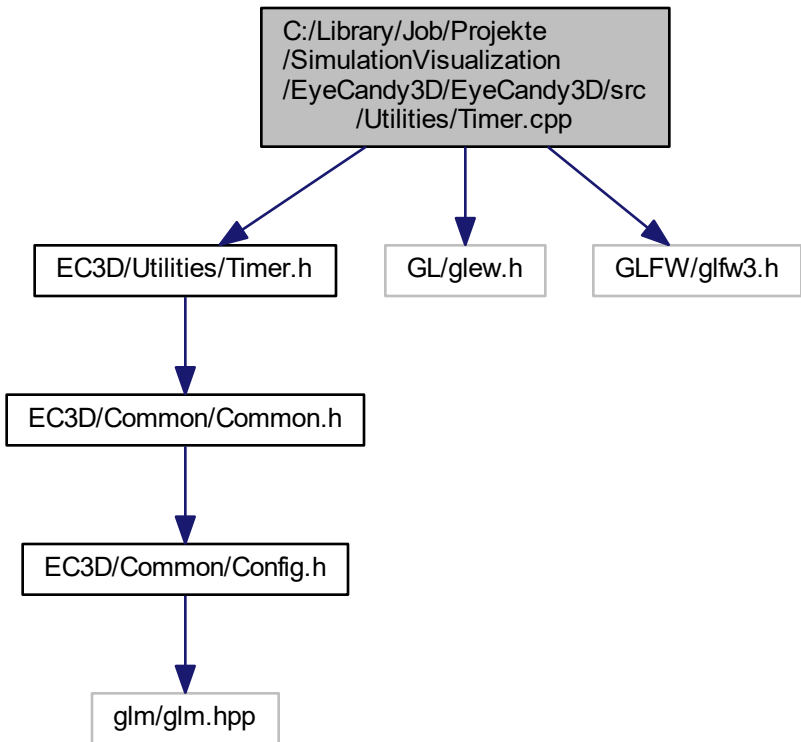 C:/Library/Job/Projekte
/SimulationVisualization
/EyeCandy3D/EyeCandy3D/src
/Utilities/Timer.cpp
EC3D/Utilities/Timer.h
GL/glew.h
GLFW/glfw3.h
EC3D/Common/Common.h
EC3D/Common/Config.h
glm/glm.hpp